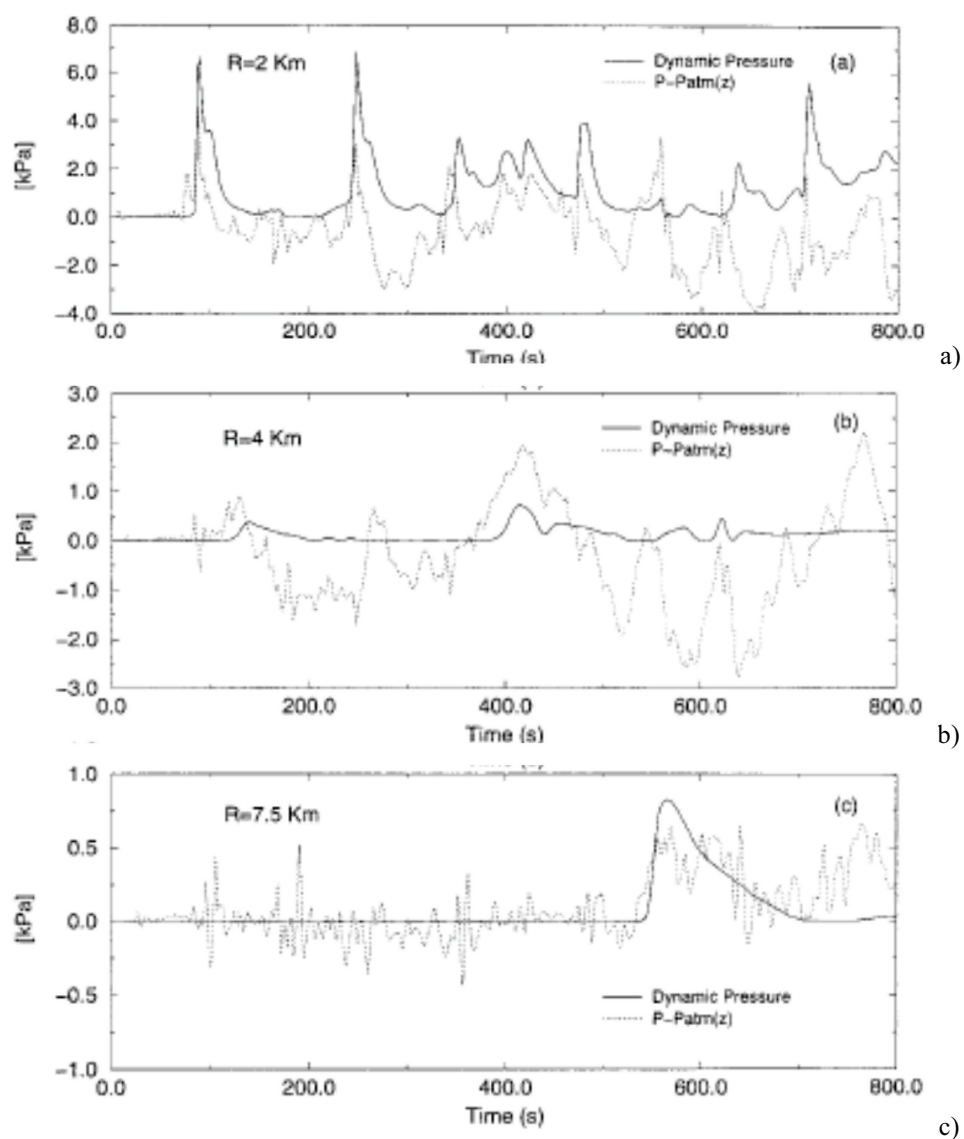 8.0
R=2 Km
(a)
Dynamic Pressure
P-Patm(z)
6.0
4.0
[kPa]
2.0
0.0
-2.0
-4.0
0.0 200.0 400.0 600.0 800.0
Time (s)
a)
3.0
R=4 Km
(b)
Dynamic Pressure
P-Patm(z)
2.0
1.0
[kPa]
0.0
-1.0
-2.0
-3.0
0.0 200.0 400.0 600.0 800.0
Time (s)
b)
1.0
R=7.5 Km
(c)
0.5
[kPa]
0.0
-0.5
Dynamic Pressure
P-Patm(z)
-1.0
0.0 200.0 400.0 600.0 800.0
Time (s)
c)